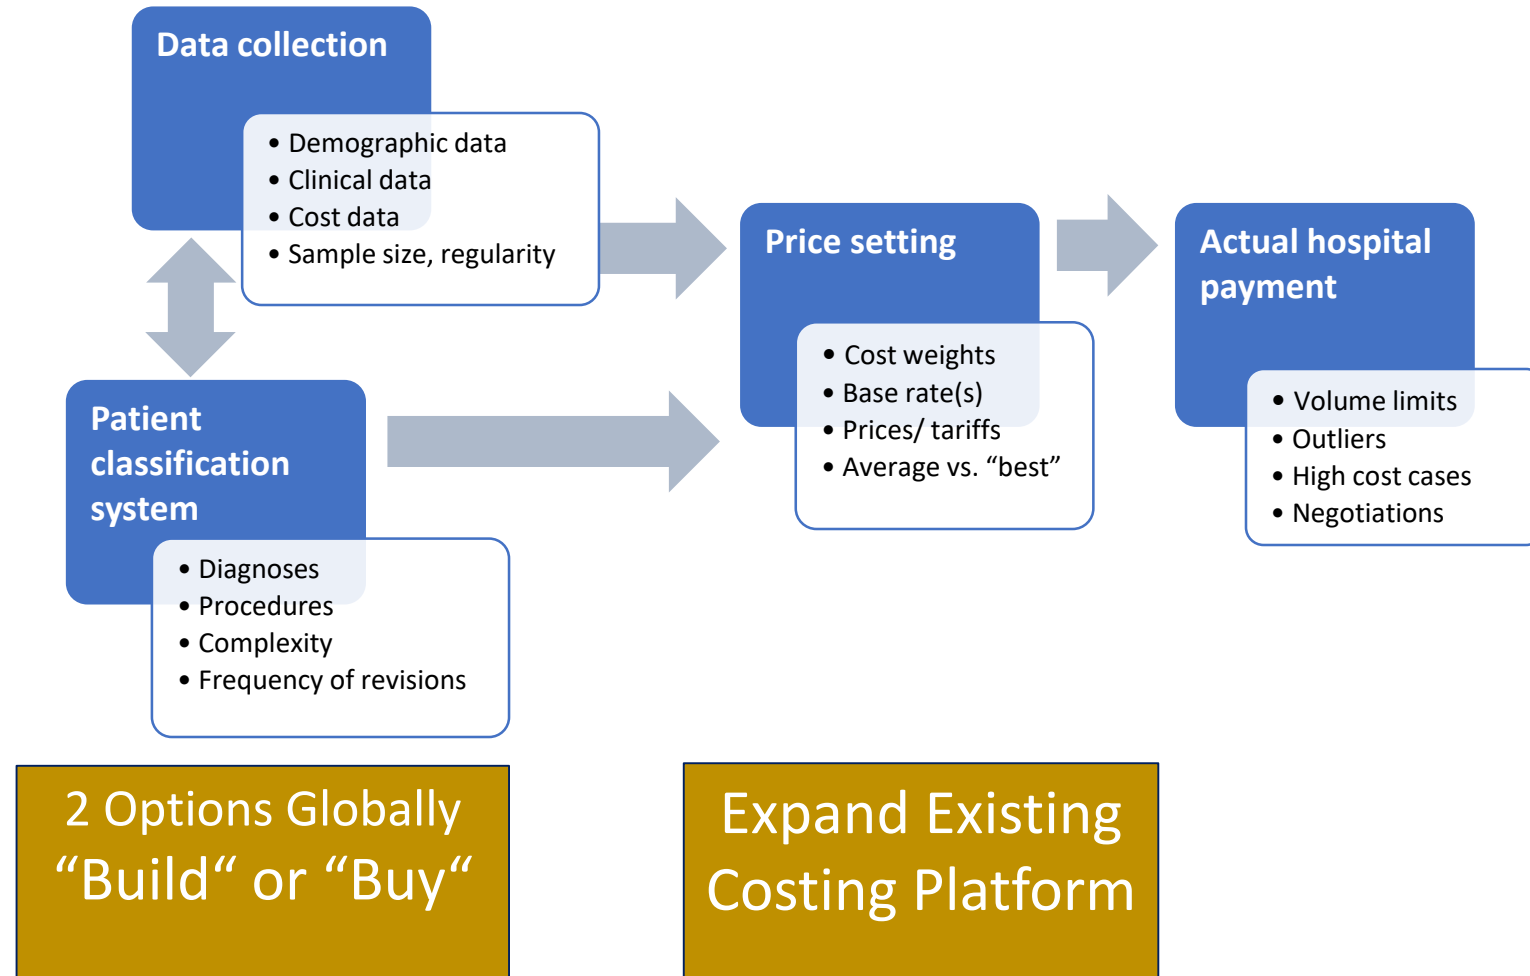 Data collection
• Demographic data
• Clinical data
• Cost data
• Sample size, regularity
Patient
classification
system
• Diagnoses
• Procedures
• Complexity
• Frequency of revisions
Price setting
• Cost weights
• Base rate(s)
• Prices/ tariffs
• Average vs. “best”
Actual hospital
payment
• Volume limits
• Outliers
• High cost cases
• Negotiations
2 Options Globally
“Build“ or “Buy“
Expand Existing
Costing Platform